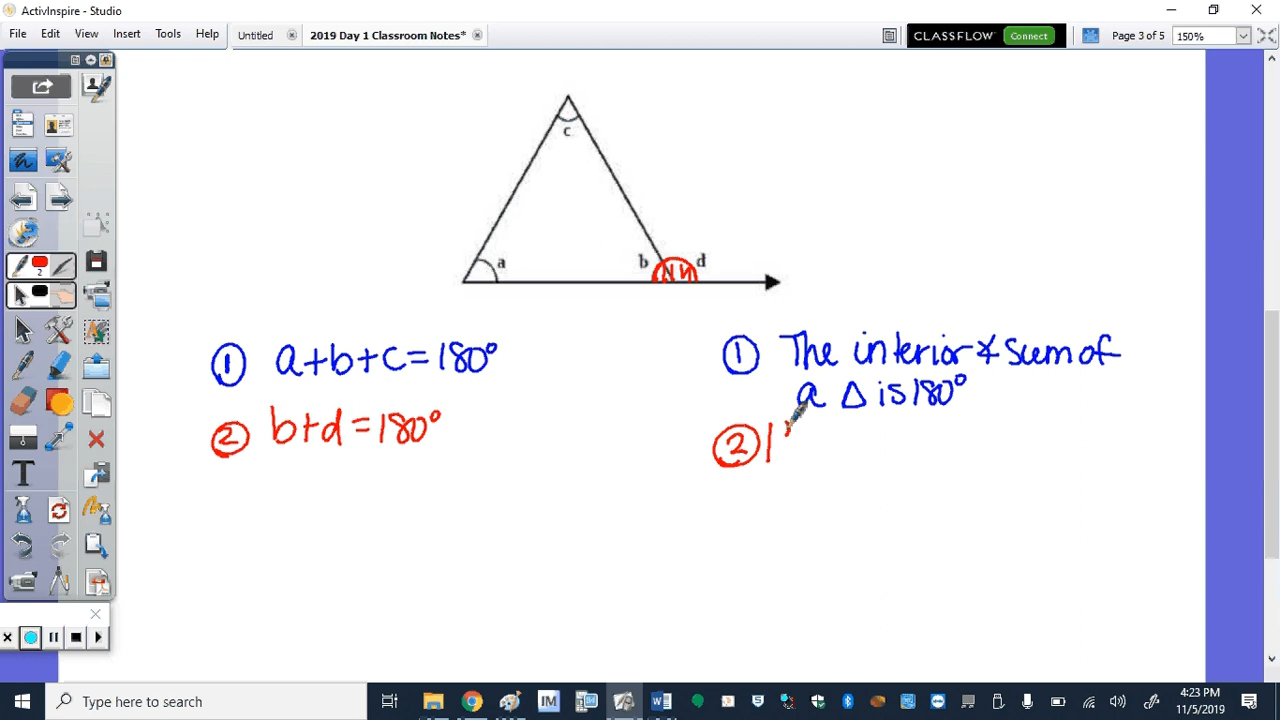 ActivInspire - Studio
File Edit View Insert Tools Help
Untitled
2019 Day 1 Classroom Notes*
CLASSFLOW Connect
Page 3 of 5
150%
c
a
b
d
① a+b+c=180°
② b+d=180°
① The interior ∡ sum of
a △ is 180°
②
2
T
IM
W
Type here to search
4:23 PM
11/5/2019